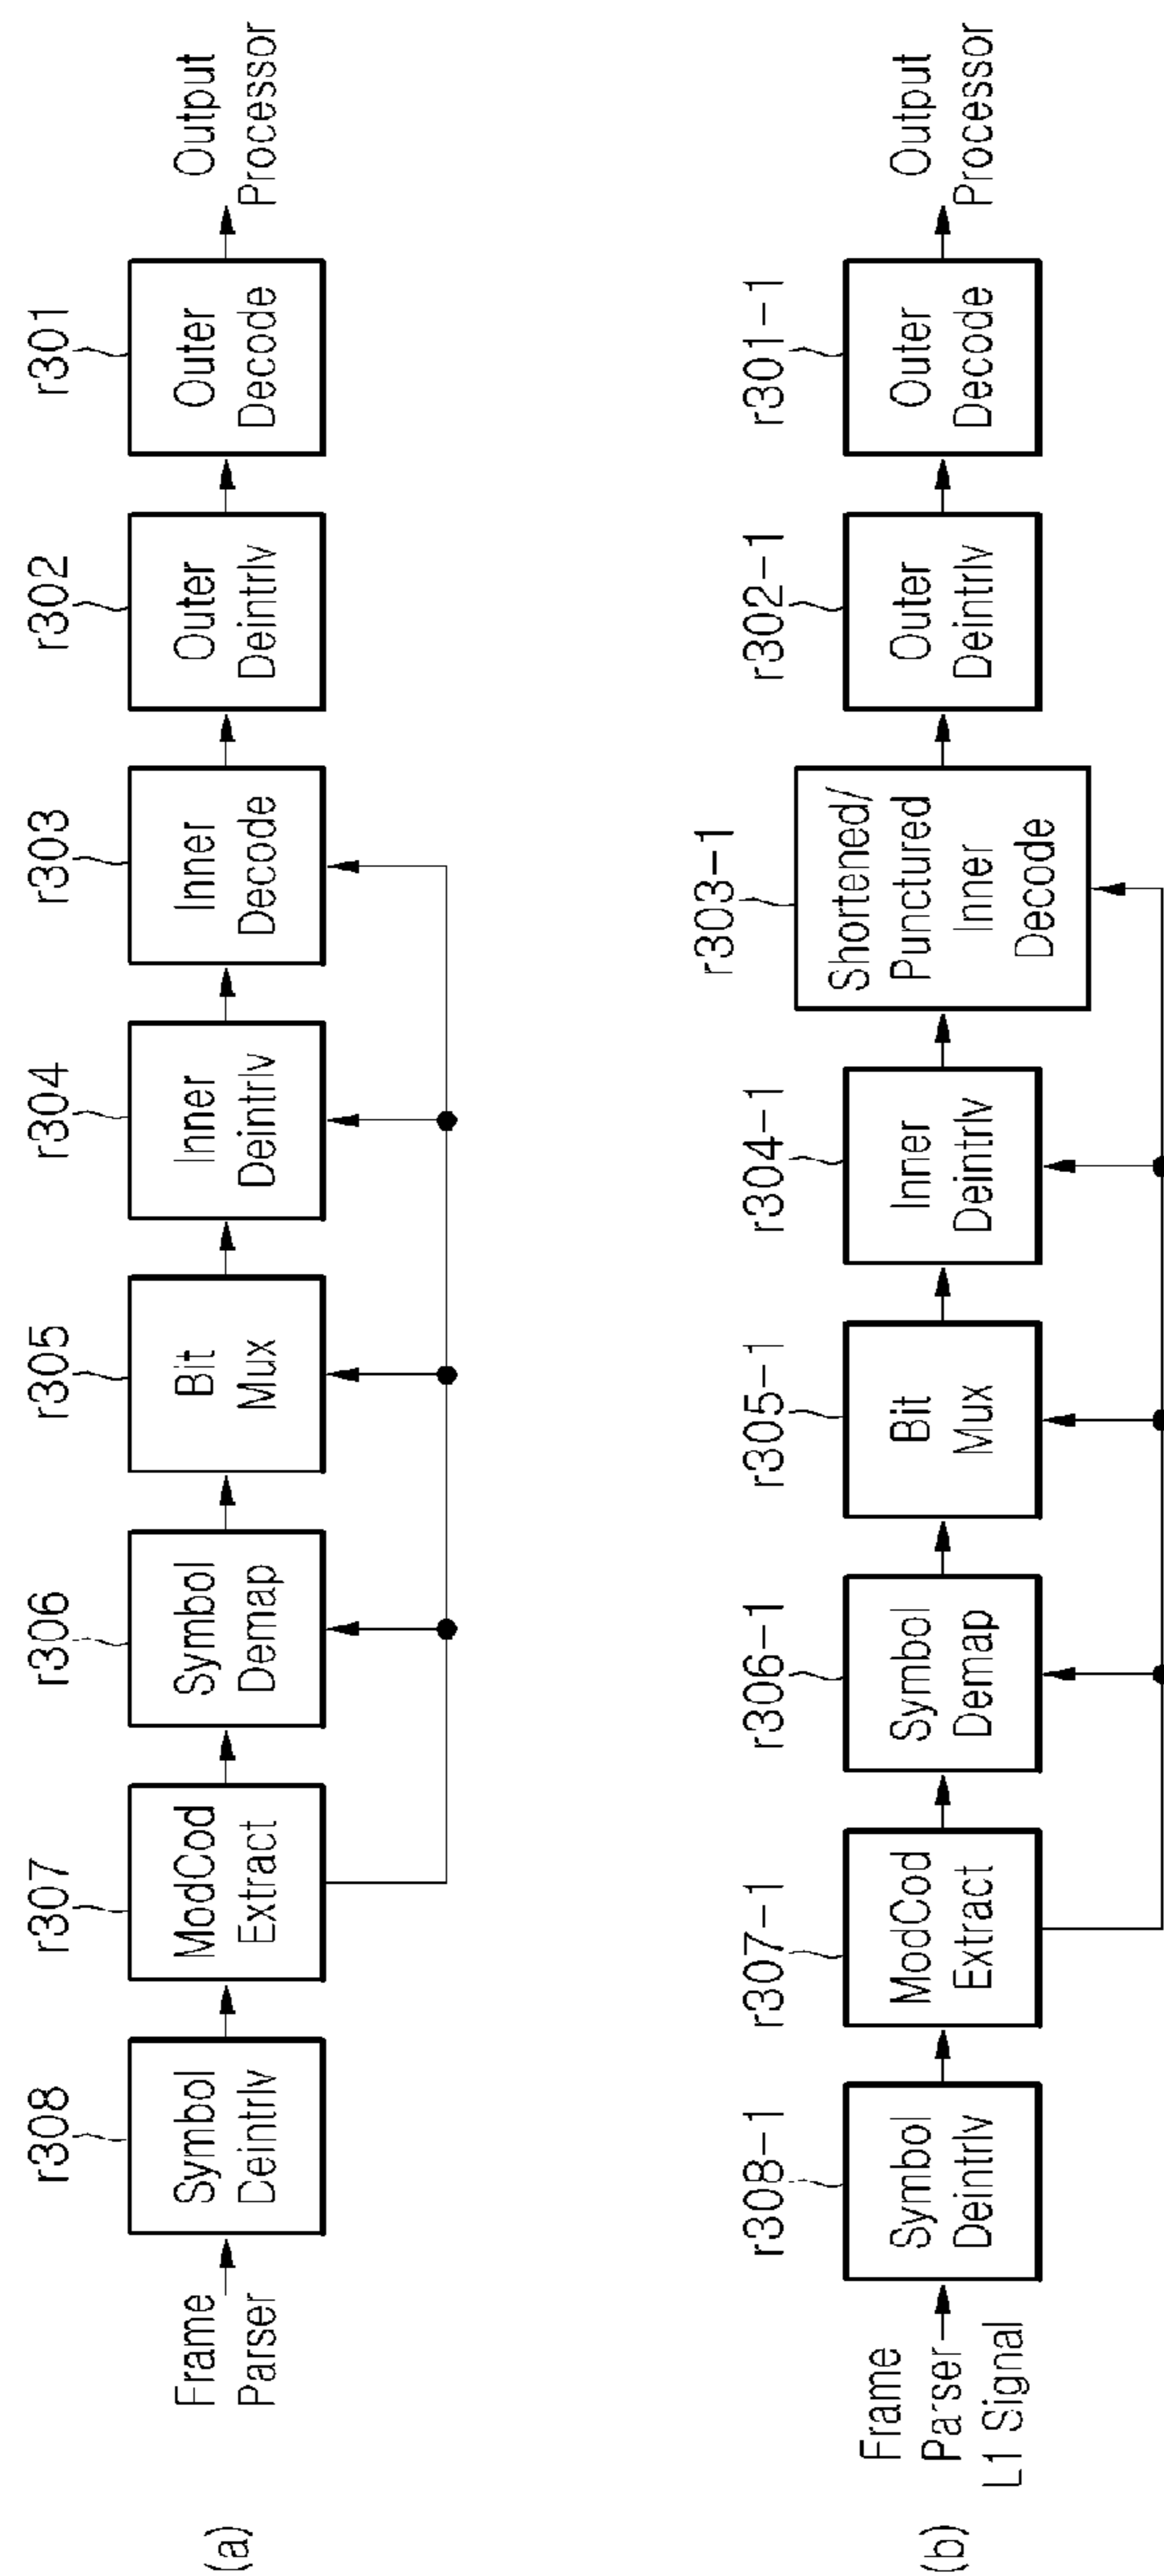 (a)
Frame
Parser
r308
Symbol
Deintrlv
r307
ModCod
Extract
r306
Symbol
Demap
r305
Bit
Mux
r304
Inner
Deintrlv
r303
Inner
Decode
r302
Outer
Deintrlv
r301
Outer
Decode
Output
Processor
(b)
Frame
Parser
L1 Signal
r308-1
Symbol
Deintrlv
r307-1
ModCod
Extract
r306-1
Symbol
Demap
r305-1
Bit
Mux
r304-1
Inner
Deintrlv
r303-1
Shortened/
Punctured
Inner
Decode
r302-1
Outer
Deintrlv
r301-1
Outer
Decode
Output
Processor